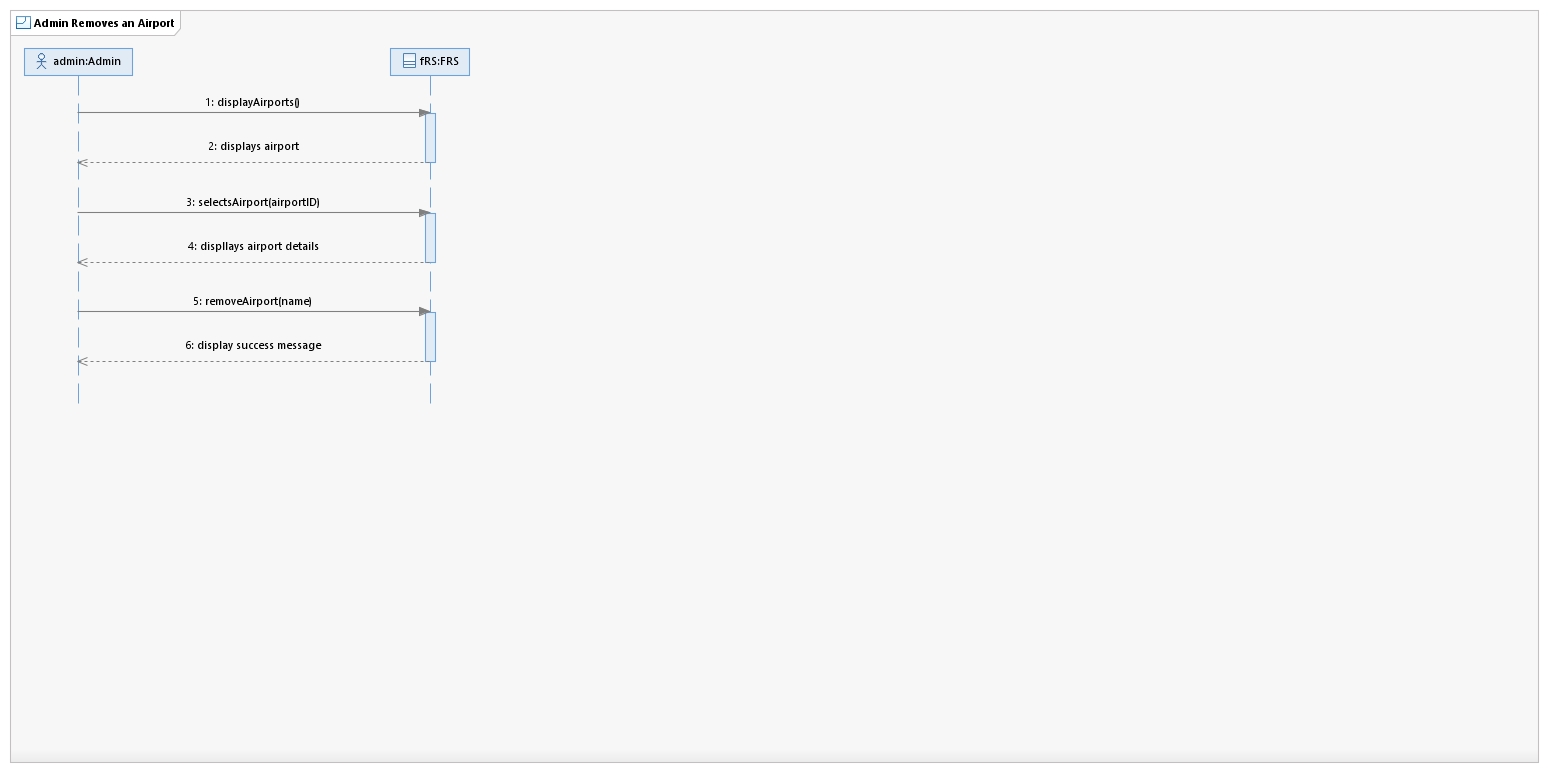 Admin Removes an Airport
admin:Admin
fRS:FRS
1: displayAirports()
2: displays airport
3: selectsAirport(airportID)
4: displlays airport details
5: removeAirport(name)
6: display success message